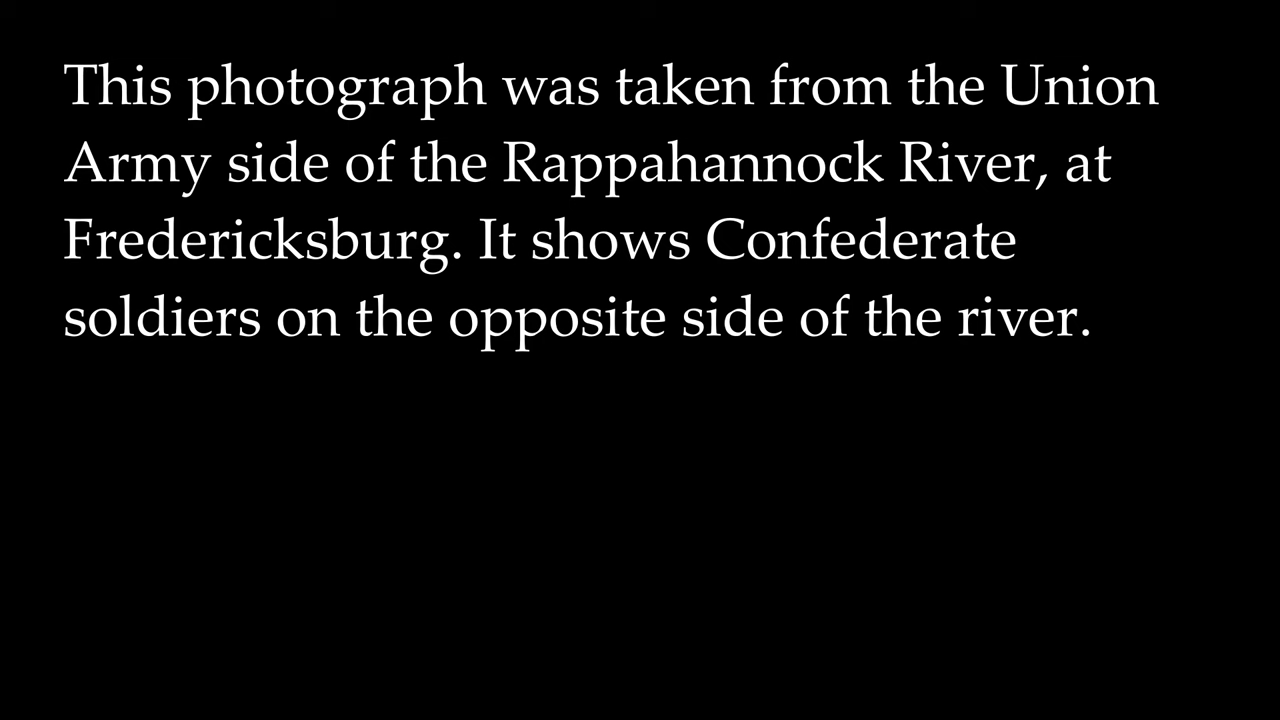 This photograph was taken from the Union
Army side of the Rappahannock River, at
Fredericksburg. It shows Confederate
soldiers on the opposite side of the river.